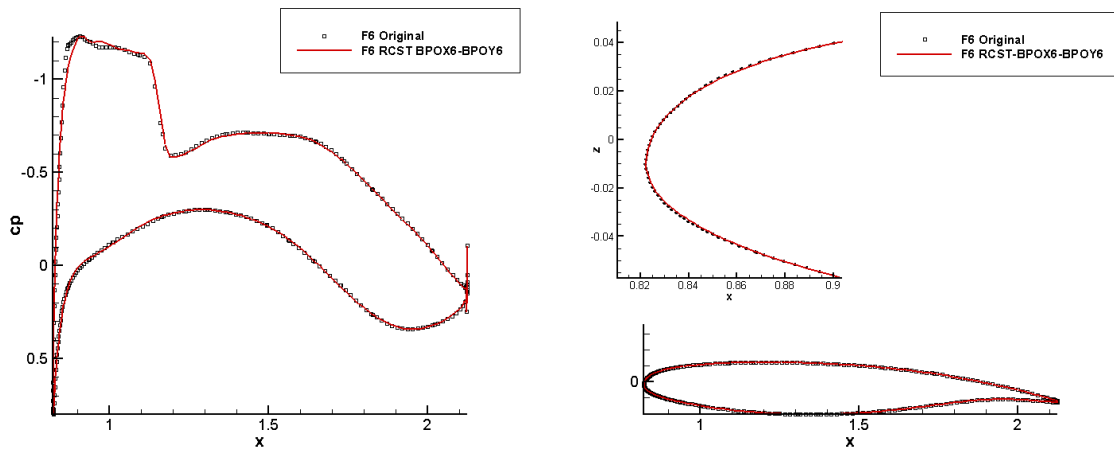 F6 Original
F6 RCST BPOX6-BPOY6
-1
-0.5
0
0.5
cp
1
1.5
2
x
F6 Original
F6 RCST-BPOX6-BPOY6
0.04
0.02
0
-0.02
-0.04
z
0.82
0.84
0.86
0.88
0.9
x
0
1
1.5
2
x